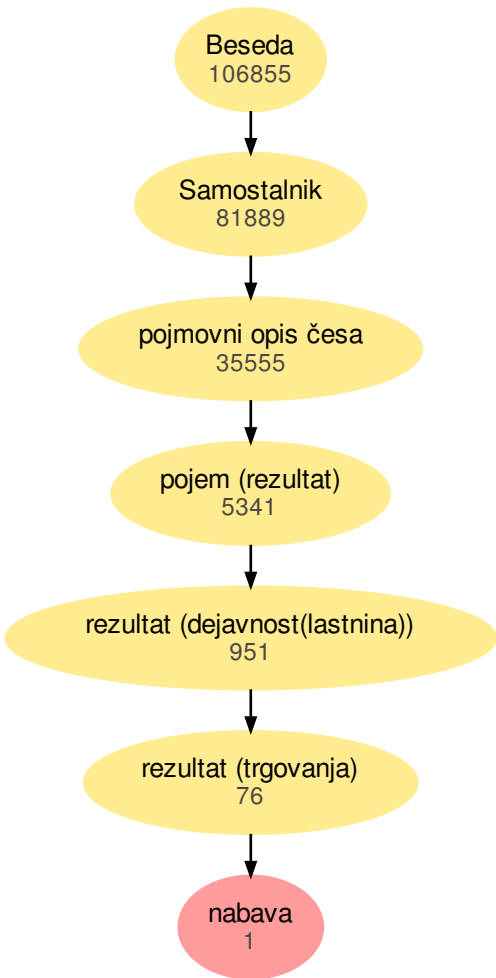 Beseda
106855
Samostalnik
81889
pojmovni opis česa
35555
pojem (rezultat)
5341
rezultat (dejavnost(lastnina))
951
rezultat (trgovanja)
76
nabava
1